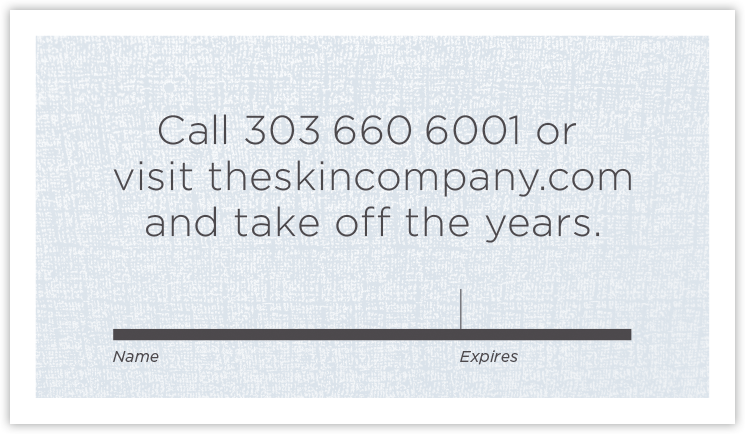 Call 303 660 6001 or
visit theskincompany.com
and take off the years.
Name Expires